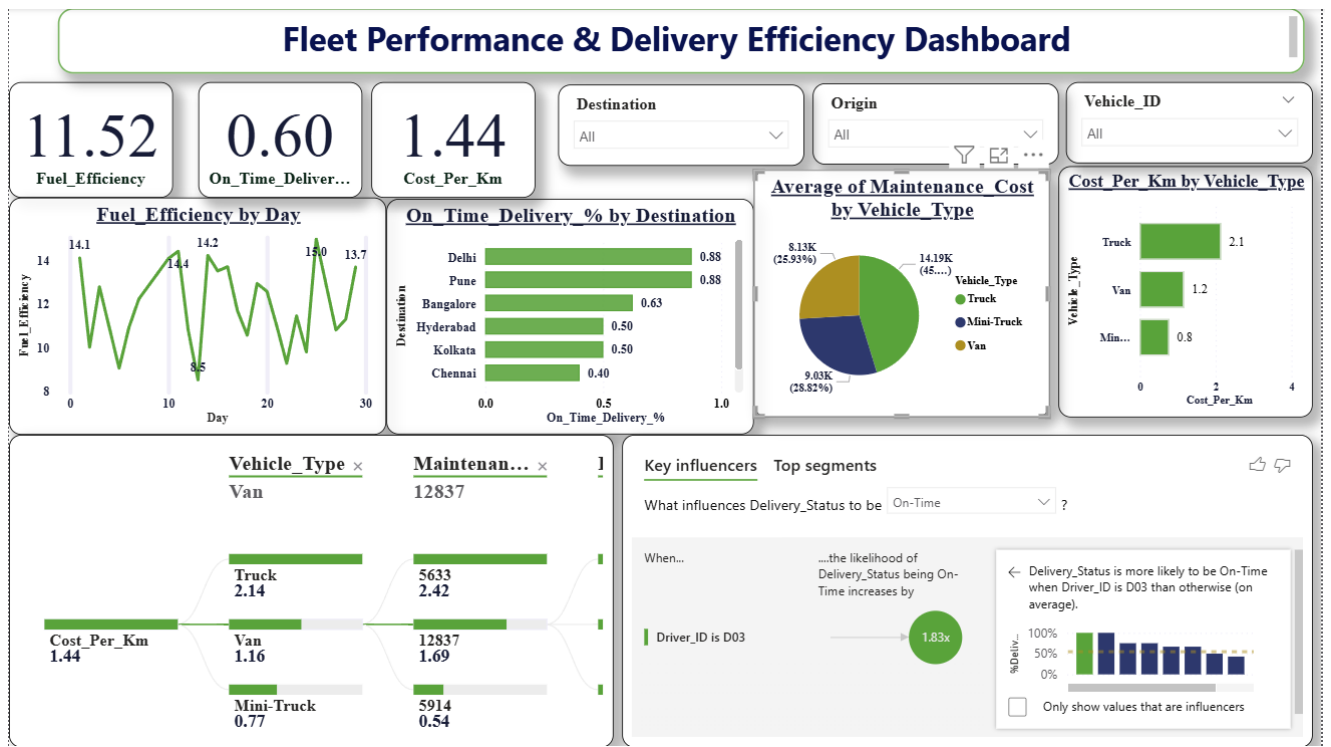 Fleet Performance & Delivery Efficiency Dashboard
11.52
Fuel_Efficiency
0.60
On_Time_Deliver...
1.44
Cost_Per_Km
Destination
All
Origin
All
Vehicle_ID
All
Fuel_Efficiency by Day
Fuel_Efficiency
14
12
10
8
14.1
8.5
14.4
14.2
15.0
13.7
0
10
20
30
Day
On_Time_Delivery_% by Destination
Destination
Delhi
0.88
Pune
0.88
Bangalore
0.63
Hyderabad
0.50
Kolkata
0.50
Chennai
0.40
0.0
0.5
1.0
On_Time_Delivery_%
Average of Maintenance_Cost
by Vehicle_Type
8.13K
(25.93%)
14.19K
(45....)
9.03K
(28.82%)
Vehicle_Type
Truck
Mini-Truck
Van
Cost_Per_Km by Vehicle_Type
Vehicle_Type
Truck
2.1
Van
1.2
Min...
0.8
0
2
4
Cost_Per_Km
Vehicle_Type ×
Van
Maintenan... ×
12837
Cost_Per_Km
1.44
Truck
2.14
Van
1.16
Mini-Truck
0.77
5633
2.42
12837
1.69
5914
0.54
Key influencers
Top segments
What influences Delivery_Status to be On-Time ?
When...
....the likelihood of
Delivery_Status being On-
Time increases by
Driver_ID is D03
1.83x
Delivery_Status is more likely to be On-Time
when Driver_ID is D03 than otherwise (on
average).
%Deliv_
100%
50%
0%
Only show values that are influencers